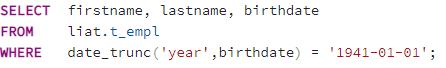 SELECT  firstname, lastname, birthdate
FROM    liat.t_empl
WHERE   date_trunc('year',birthdate) = '1941-01-01';